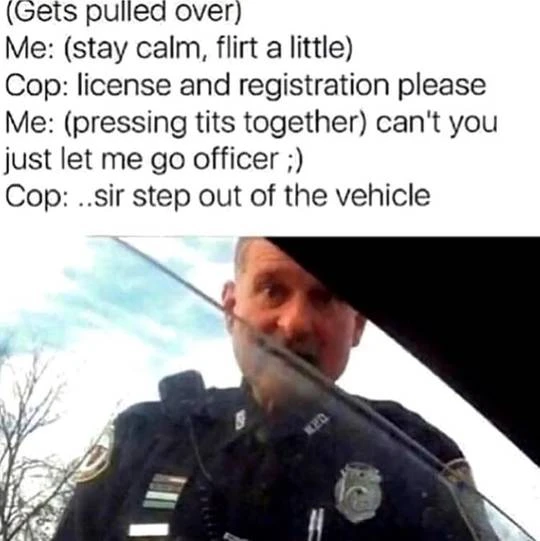 (Gets pulled over)
Me: (stay calm, flirt a little)
Cop: license and registration please
Me: (pressing tits together) can't you
just let me go officer ;)
Cop: ..sir step out of the vehicle